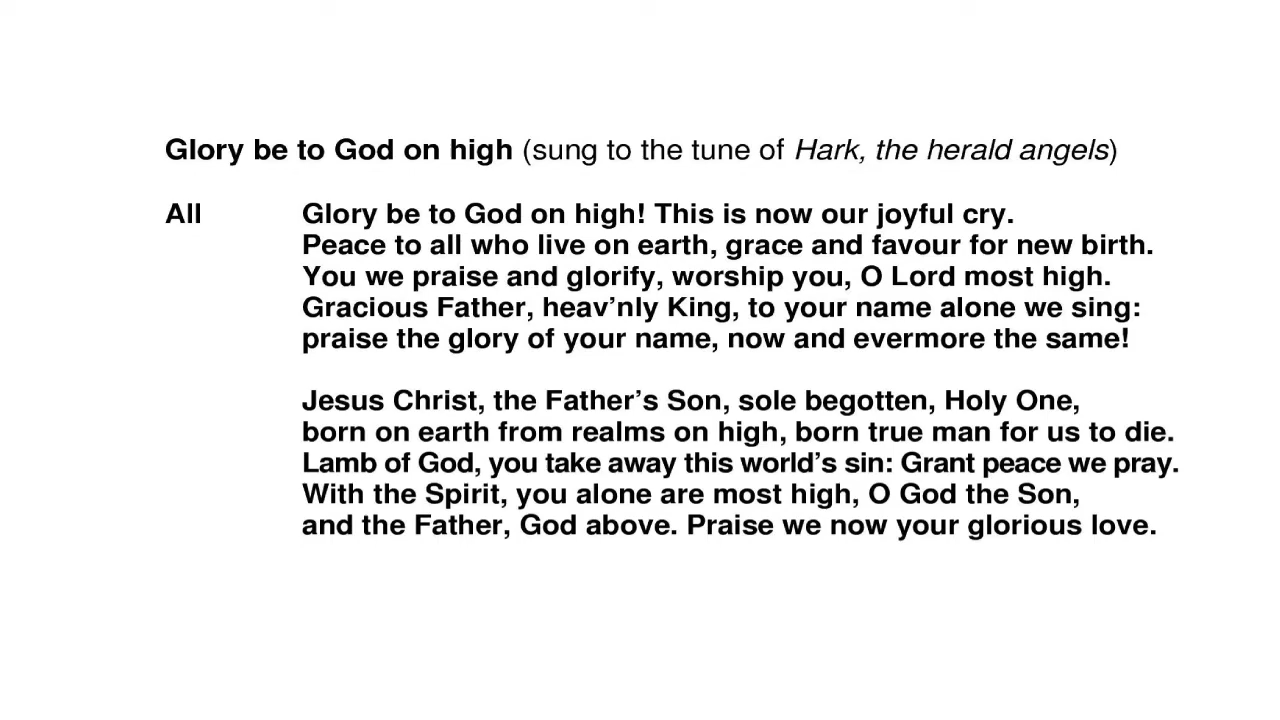 Glory be to God on high (sung to the tune of Hark, the herald angels)
All Glory be to God on high! This is now our joyful cry.
Peace to all who live on earth, grace and favour for new birth.
You we praise and glorify, worship you, O Lord most high.
Gracious Father, heav’nly King, to your name alone we sing:
praise the glory of your name, now and evermore the same!
Jesus Christ, the Father’s Son, sole begotten, Holy One,
born on earth from realms on high, born true man for us to die.
Lamb of God, you take away this world’s sin: Grant peace we pray.
With the Spirit, you alone are most high, O God the Son,
and the Father, God above. Praise we now your glorious love.